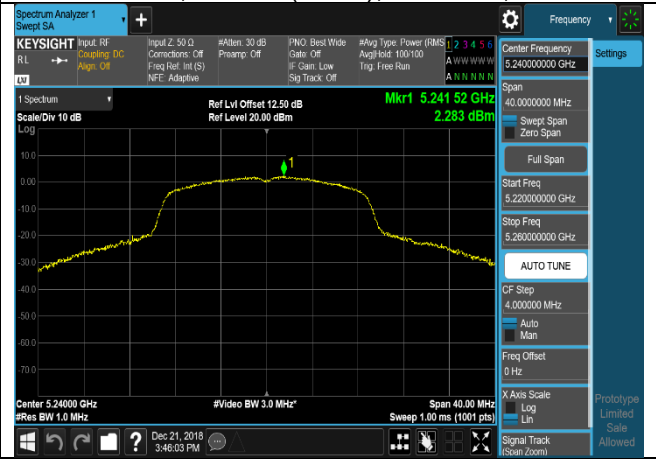 Spectrum Analyzer 1
Swept SA
Frequency
KEYSIGHT
RL
LXI
Input: RF
Coupling: DC
Align: Off
Input Z: 50 Ω
Corrections: Off
Freq Ref: Int (S)
NFE: Adaptive
#Atten: 30 dB
Preamp: Off
PNO: Best Wide
Gate: Off
IF Gain: Low
Sig Track: Off
#Avg Type: Power (RMS
Avg|Hold: 100/100
Trig: Free Run
1 2 3 4 5 6
A W W W W W
A N N N N N
1 Spectrum
Scale/Div 10 dB
Log
Ref Lvl Offset 12.50 dB
Ref Level 20.00 dBm
Mkr1 5.241 52 GHz
2.283 dBm
1
10.0
0.00
-10.0
-20.0
-30.0
-40.0
-50.0
-60.0
-70.0
Center 5.24000 GHz
#Res BW 1.0 MHz
#Video BW 3.0 MHz*
Span 40.00 MHz
Sweep 1.00 ms (1001 pts)
Dec 21, 2018
3:46:03 PM
Center Frequency
5.240000000 GHz
Span
40.0000000 MHz
Swept Span
Zero Span
Full Span
Start Freq
5.220000000 GHz
Stop Freq
5.260000000 GHz
AUTO TUNE
CF Step
4.000000 MHz
Auto
Man
Freq Offset
0 Hz
X Axis Scale
Log
Lin
Signal Track
(Span Zoom)
Settings
Prototype
Limited
Sale
Allowed